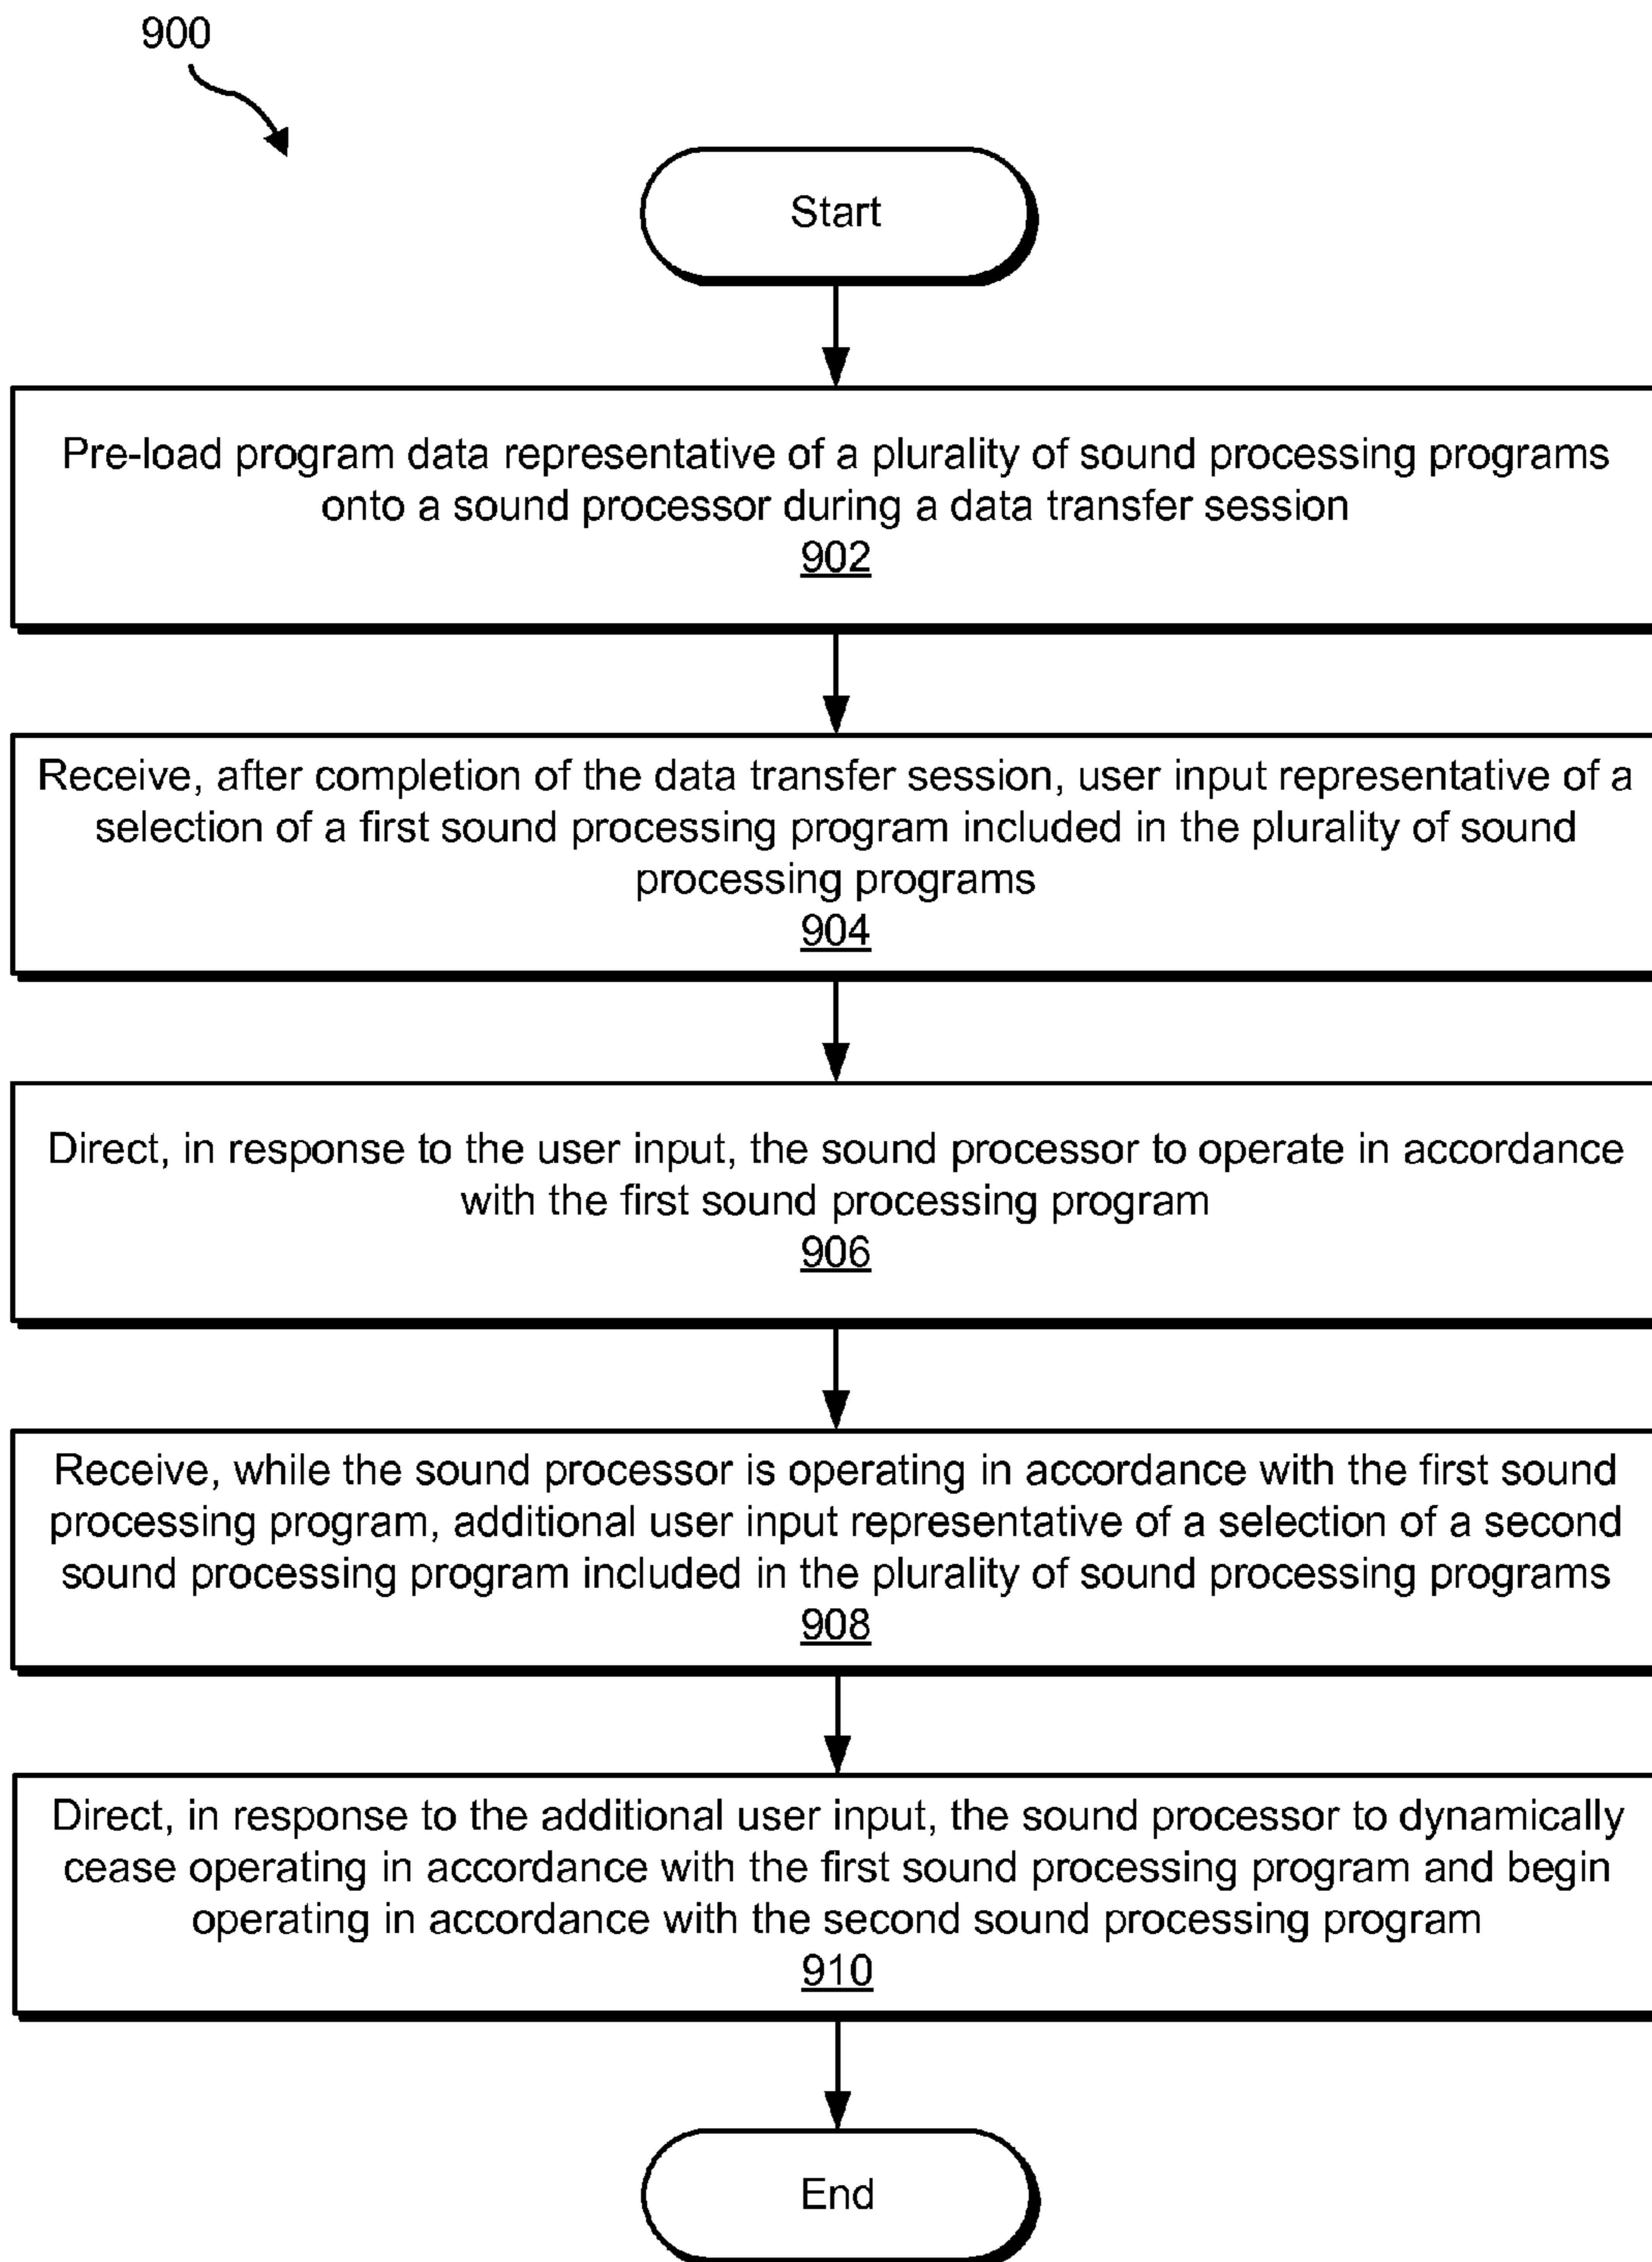 900
Start
Pre-load program data representative of a plurality of sound processing programs
onto a sound processor during a data transfer session
902
Receive, after completion of the data transfer session, user input representative of a
selection of a first sound processing program included in the plurality of sound
processing programs
904
Direct, in response to the user input, the sound processor to operate in accordance
with the first sound processing program
906
Receive, while the sound processor is operating in accordance with the first sound
processing program, additional user input representative of a selection of a second
sound processing program included in the plurality of sound processing programs
908
Direct, in response to the additional user input, the sound processor to dynamically
cease operating in accordance with the first sound processing program and begin
operating in accordance with the second sound processing program
910
End